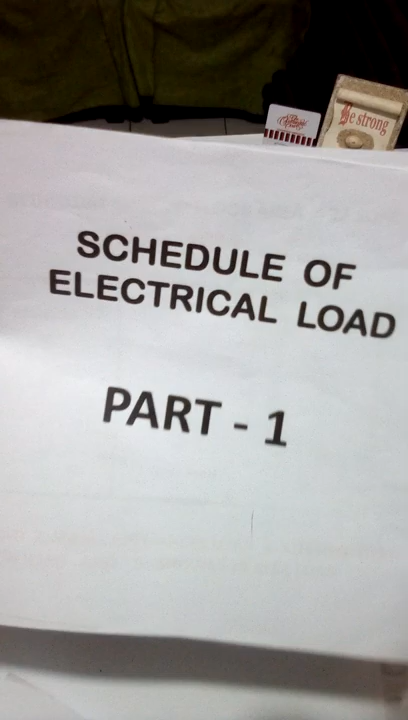 Be strong
SCHEDULE OF
ELECTRICAL LOAD
PART - 1